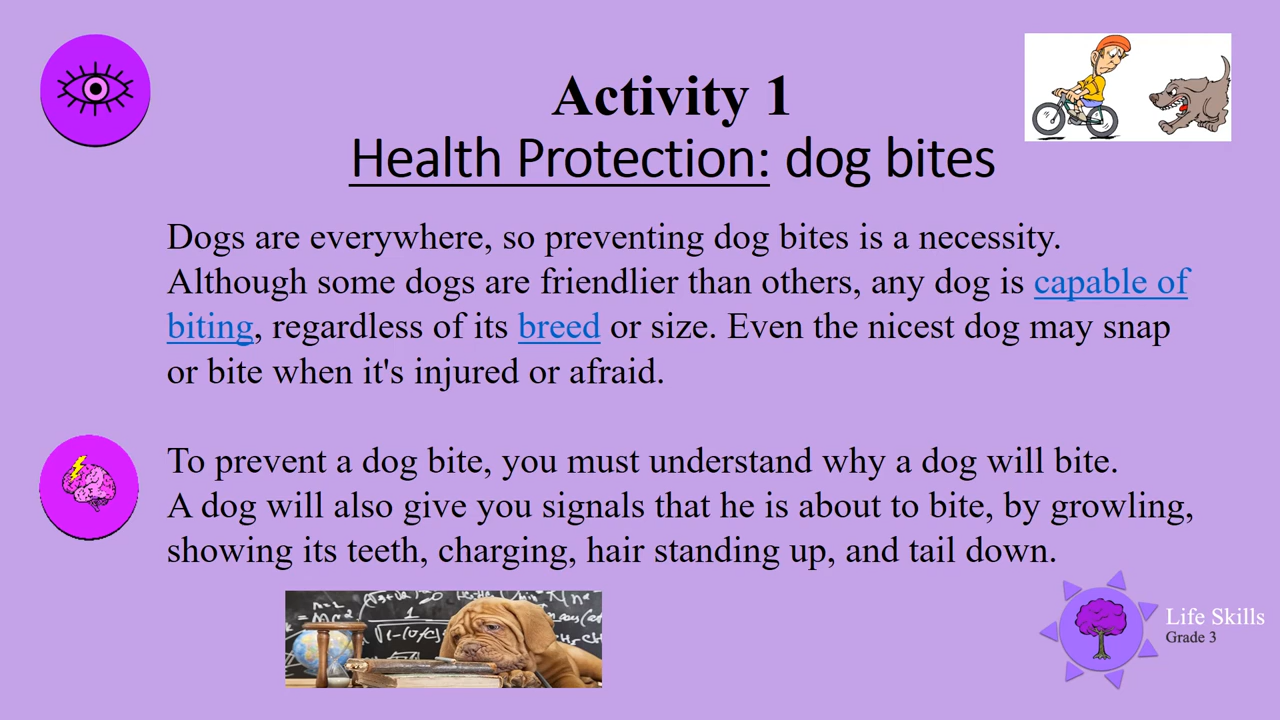 Activity 1
Health Protection: dog bites
Dogs are everywhere, so preventing dog bites is a necessity.
Although some dogs are friendlier than others, any dog is capable of
biting, regardless of its breed or size. Even the nicest dog may snap
or bite when it's injured or afraid.
To prevent a dog bite, you must understand why a dog will bite.
A dog will also give you signals that he is about to bite, by growling,
showing its teeth, charging, hair standing up, and tail down.
Life Skills
Grade 3